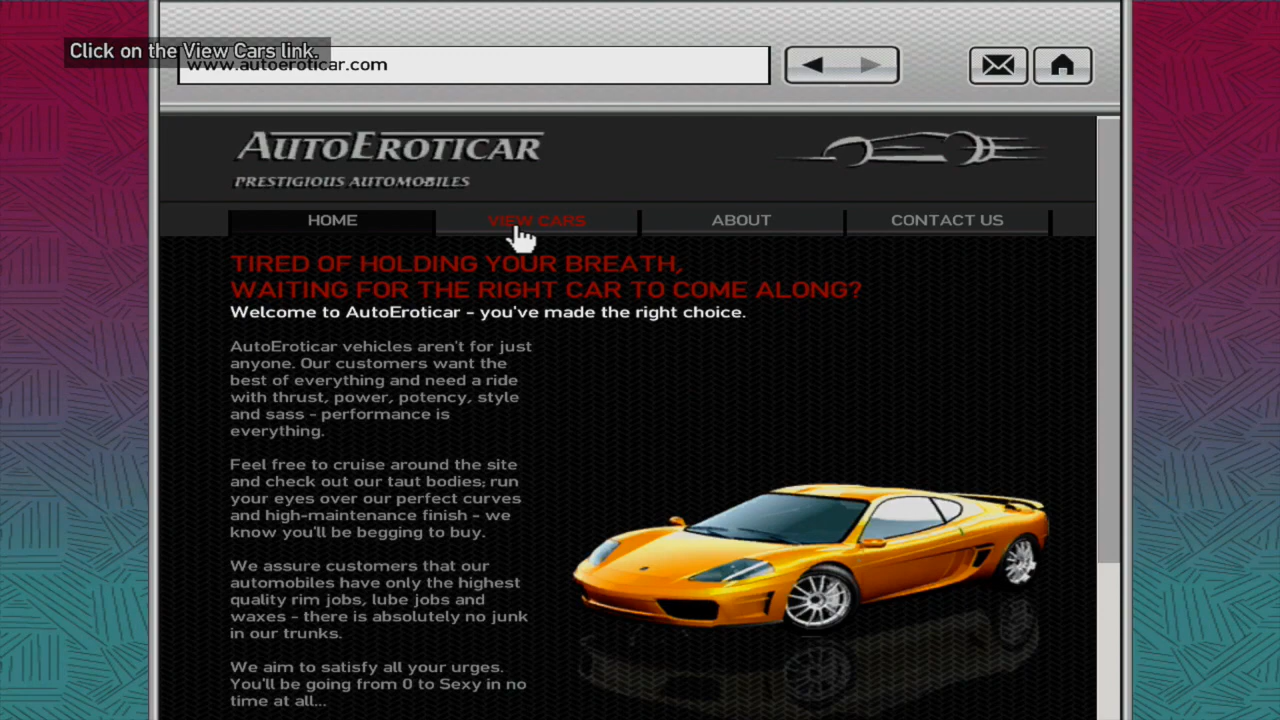 Click on the View Cars link.
www.autoeroticar.com
AUTOEROTICAR
PRESTIGIOUS AUTOMOBILES
HOME
VIEW CARS
ABOUT
CONTACT US
TIRED OF HOLDING YOUR BREATH,
WAITING FOR THE RIGHT CAR TO COME ALONG?
Welcome to AutoEroticar - you've made the right choice.
AutoEroticar vehicles aren't for just
anyone. Our customers want the
best of everything and need a ride
with thrust, power, potency, style
and sass - performance is
everything.
Feel free to cruise around the site
and check out our taut bodies; run
your eyes over our perfect curves
and high-maintenance finish - we
know you'll be begging to buy.
We assure customers that our
automobiles have only the highest
quality rim jobs, lube jobs and
waxes - there is absolutely no junk
in our trunks.
We aim to satisfy all your urges.
You'll be going from 0 to Sexy in no
time at all...